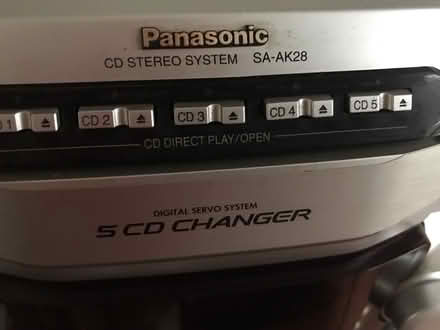 Panasonic
CD STEREO SYSTEM SA-AK28
D 1 ⏏ CD 2 ⏏ CD 3 ⏏ CD 4 ⏏ CD 5 ⏏
CD DIRECT PLAY/OPEN
DIGITAL SERVO SYSTEM
5 CD CHANGER